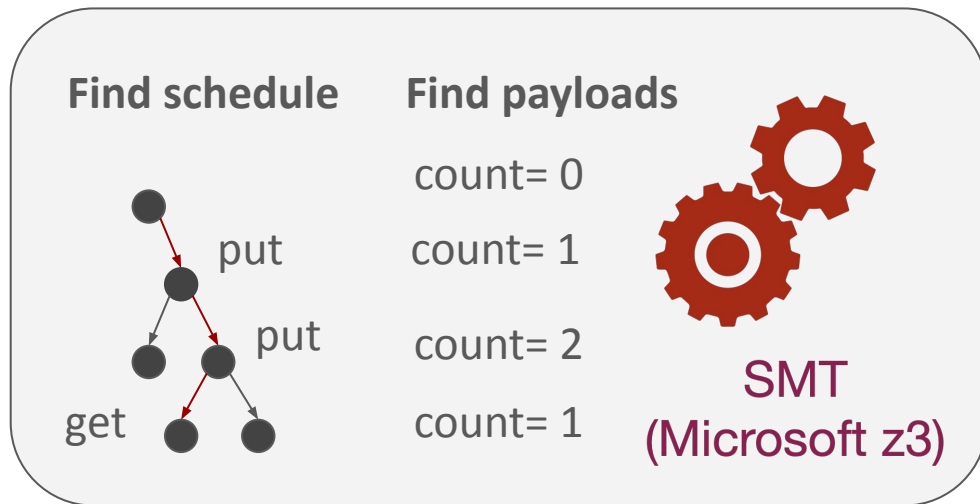 Find schedule
Find payloads
count= 0
put
count= 1
put
count= 2
get
count= 1
SMT
(Microsoft z3)